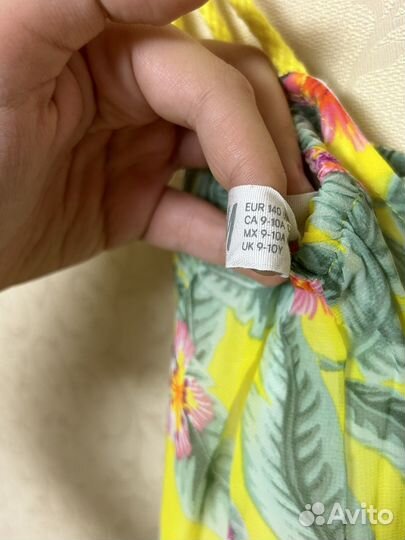 EUR 140
CA 9-10A
MX 9-10A
UK 9-10Y
Avito